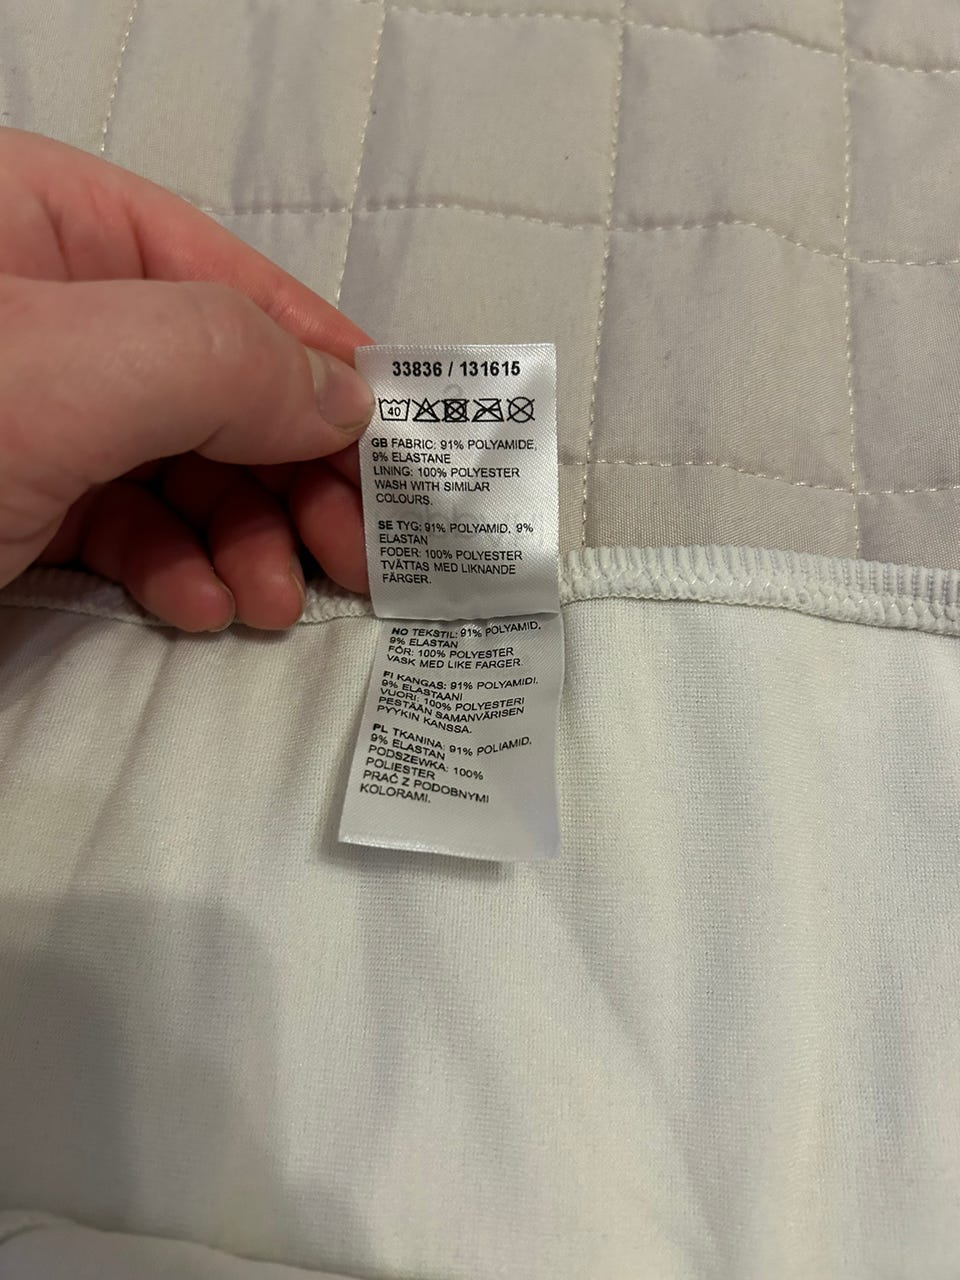 33836 / 131615
40
GB FABRIC: 91% POLYAMIDE,
9% ELASTANE
LINING: 100% POLYESTER
WASH WITH SIMILAR
COLOURS.
SE TYG: 91% POLYAMID, 9%
ELASTAN
FODER: 100% POLYESTER
TVÄTTAS MED LIKNANDE
FÄRGER.
NO TEKSTIL: 91% POLYAMID,
9% ELASTAN
FÔR: 100% POLYESTER
VASK MED LIKE FARGER.
FI KANGAS: 91% POLYAMIDI,
9% ELASTAANI
VUORI: 100% POLYESTERI
PESTÄÄN SAMANVÄRISEN
PYYKIN KANSSA.
PL TKANINA: 91% POLIAMID,
9% ELASTAN
PODSZEWKA: 100%
POLIESTER
PRAĆ Z PODOBNYMI
KOLORAMI.